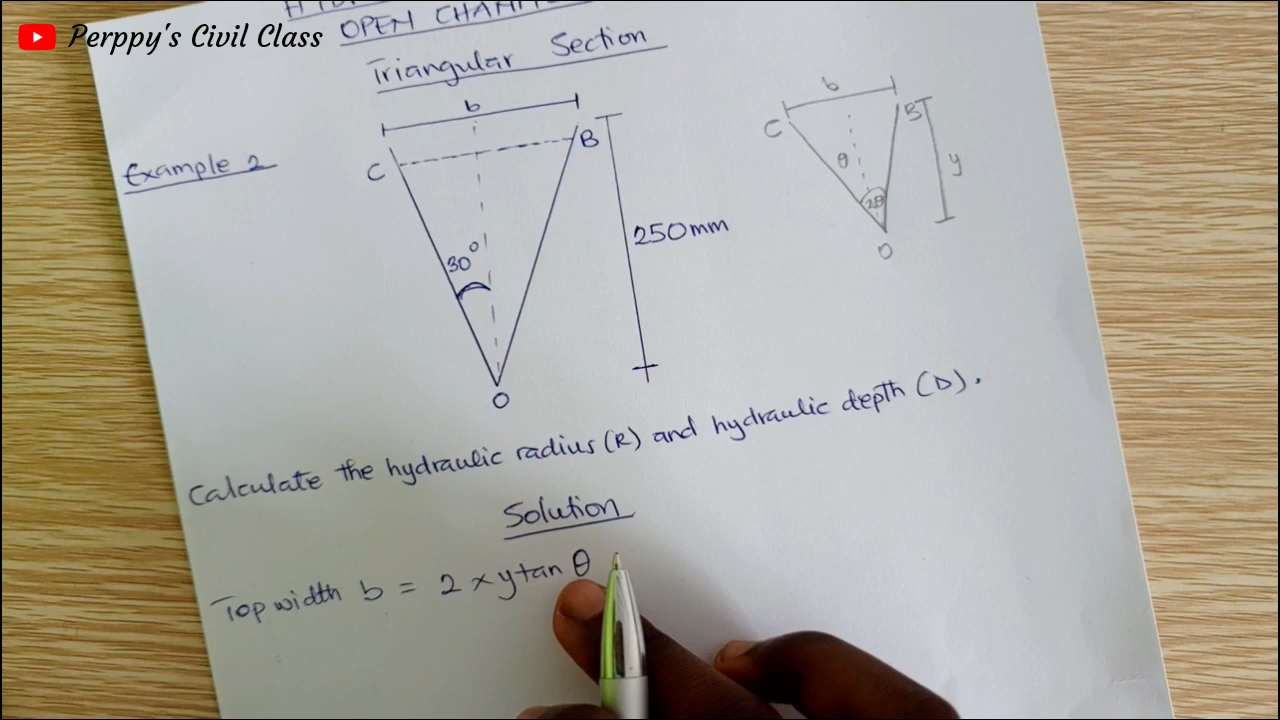 Perppy's Civil Class
OPEN
Triangular Section
b
C
B
Example 2
30°
250mm
O
b
C
B
θ
2θ
y
O
Calculate the hydraulic radius (R) and hydraulic depth (D).
Solution
Top width b = 2 x y tan θ